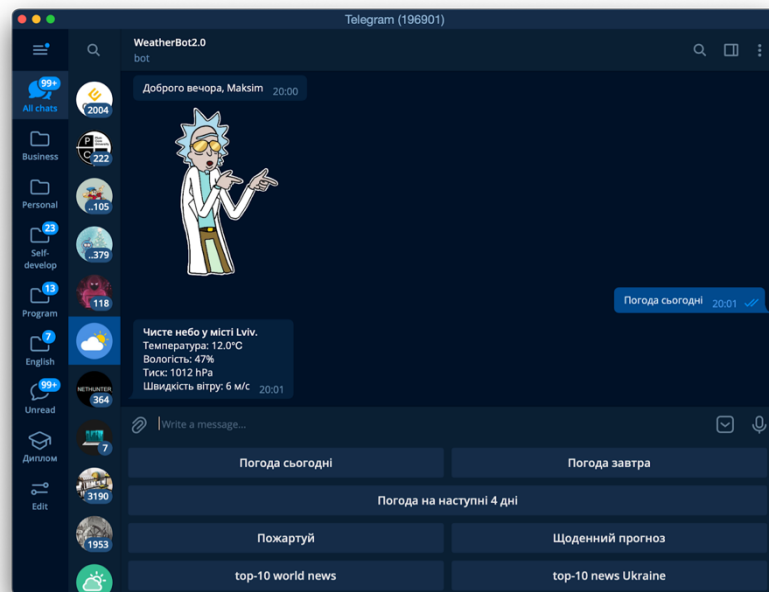 Telegram (196901)
WeatherBot2.0
bot
99+
All chats
Business
Personal
23
Self-
develop
13
Program
7
English
99+
Unread
Диплом
Edit
2004
222
..105
..379
118
NETHUNTER
364
7
3190
1953
Доброго вечора, Maksim 20:00
Погода сьогодні 20:01
Чисте небо у місті Lviv.
Температура: 12.0°C
Вологість: 47%
Тиск: 1012 hPa
Швидкість вітру: 6 м/с 20:01
Write a message...
Погода сьогодні
Погода завтра
Погода на наступні 4 дні
Пожартуй
Щоденний прогноз
top-10 world news
top-10 news Ukraine